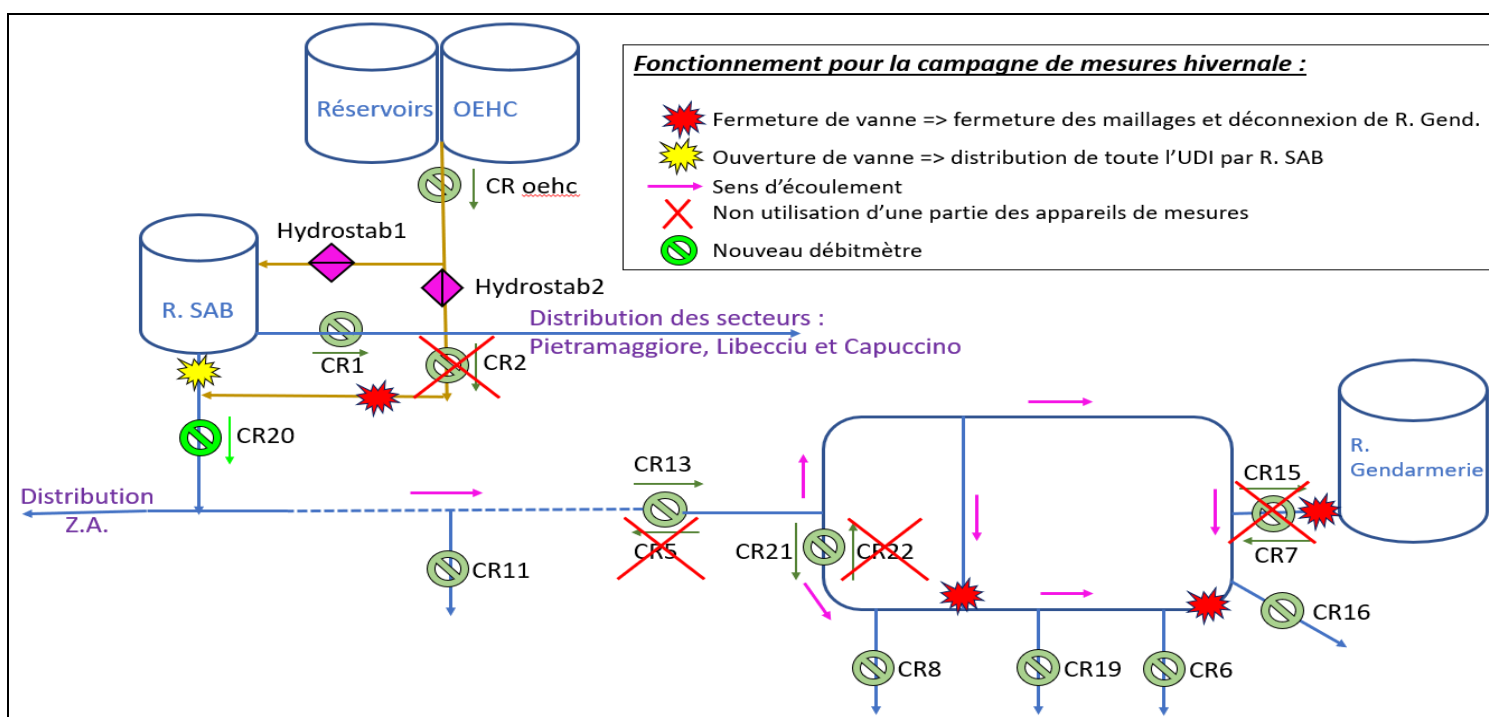 Réservoirs OEHC
CR oehc
Hydrostab1
Hydrostab2
R. SAB
CR1
Distribution des secteurs :
Pietramaggiore, Libecciu et Capuccino
CR2
CR20
Distribution
Z.A.
CR11
CR13
CR5
CR21
CR22
CR15
CR7
R.
Gendarmerie
CR16
CR8
CR19
CR6
Fonctionnement pour la campagne de mesures hivernale :
Fermeture de vanne => fermeture des maillages et déconnexion de R. Gend.
Ouverture de vanne => distribution de toute l'UDI par R. SAB
Sens d'écoulement
Non utilisation d'une partie des appareils de mesures
Nouveau débitmètre